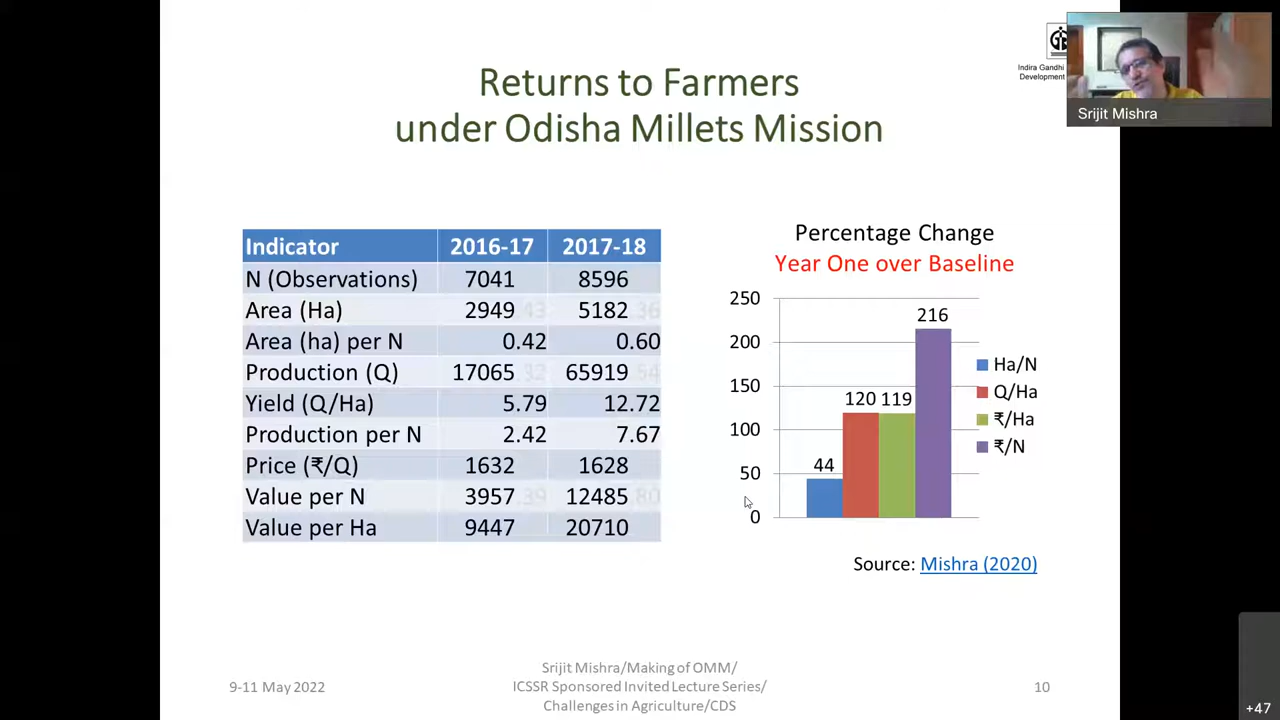 Indira Gandhi
Development
Srijit Mishra
Returns to Farmers
under Odisha Millets Mission
Indicator 2016-17 2017-18
N (Observations) 7041 8596
Area (Ha) 2949 5182
Area (ha) per N 0.42 0.60
Production (Q) 17065 65919
Yield (Q/Ha) 5.79 12.72
Production per N 2.42 7.67
Price (₹/Q) 1632 1628
Value per N 3957 12485
Value per Ha 9447 20710
Percentage Change
Year One over Baseline
250
200
150
100
50
0
44
120
119
216
Ha/N
Q/Ha
₹/Ha
₹/N
Source: Mishra (2020)
9-11 May 2022
Srijit Mishra/Making of OMM/
ICSSR Sponsored Invited Lecture Series/
Challenges in Agriculture/CDS
10
+47